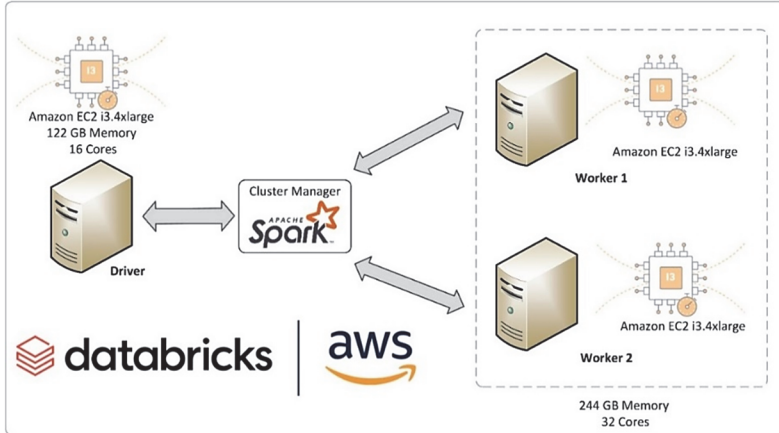 I3
Amazon EC2 i3.4xlarge
122 GB Memory
16 Cores
Driver
Cluster Manager
APACHE
Spark™
I3
Amazon EC2 i3.4xlarge
Worker 1
I3
Amazon EC2 i3.4xlarge
Worker 2
244 GB Memory
32 Cores
databricks
aws